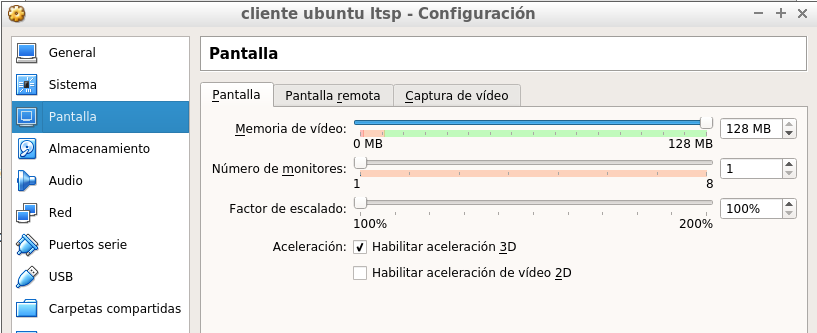 cliente ubuntu ltsp - Configuración
General
Sistema
Pantalla
Almacenamiento
Audio
Red
Puertos serie
USB
Carpetas compartidas
Pantalla
Pantalla Pantalla remota Captura de vídeo
Memoria de vídeo: 128 MB
0 MB 128 MB
Número de monitores: 1
1 8
Factor de escalado: 100%
100% 200%
Aceleración: Habilitar aceleración 3D
Habilitar aceleración de vídeo 2D